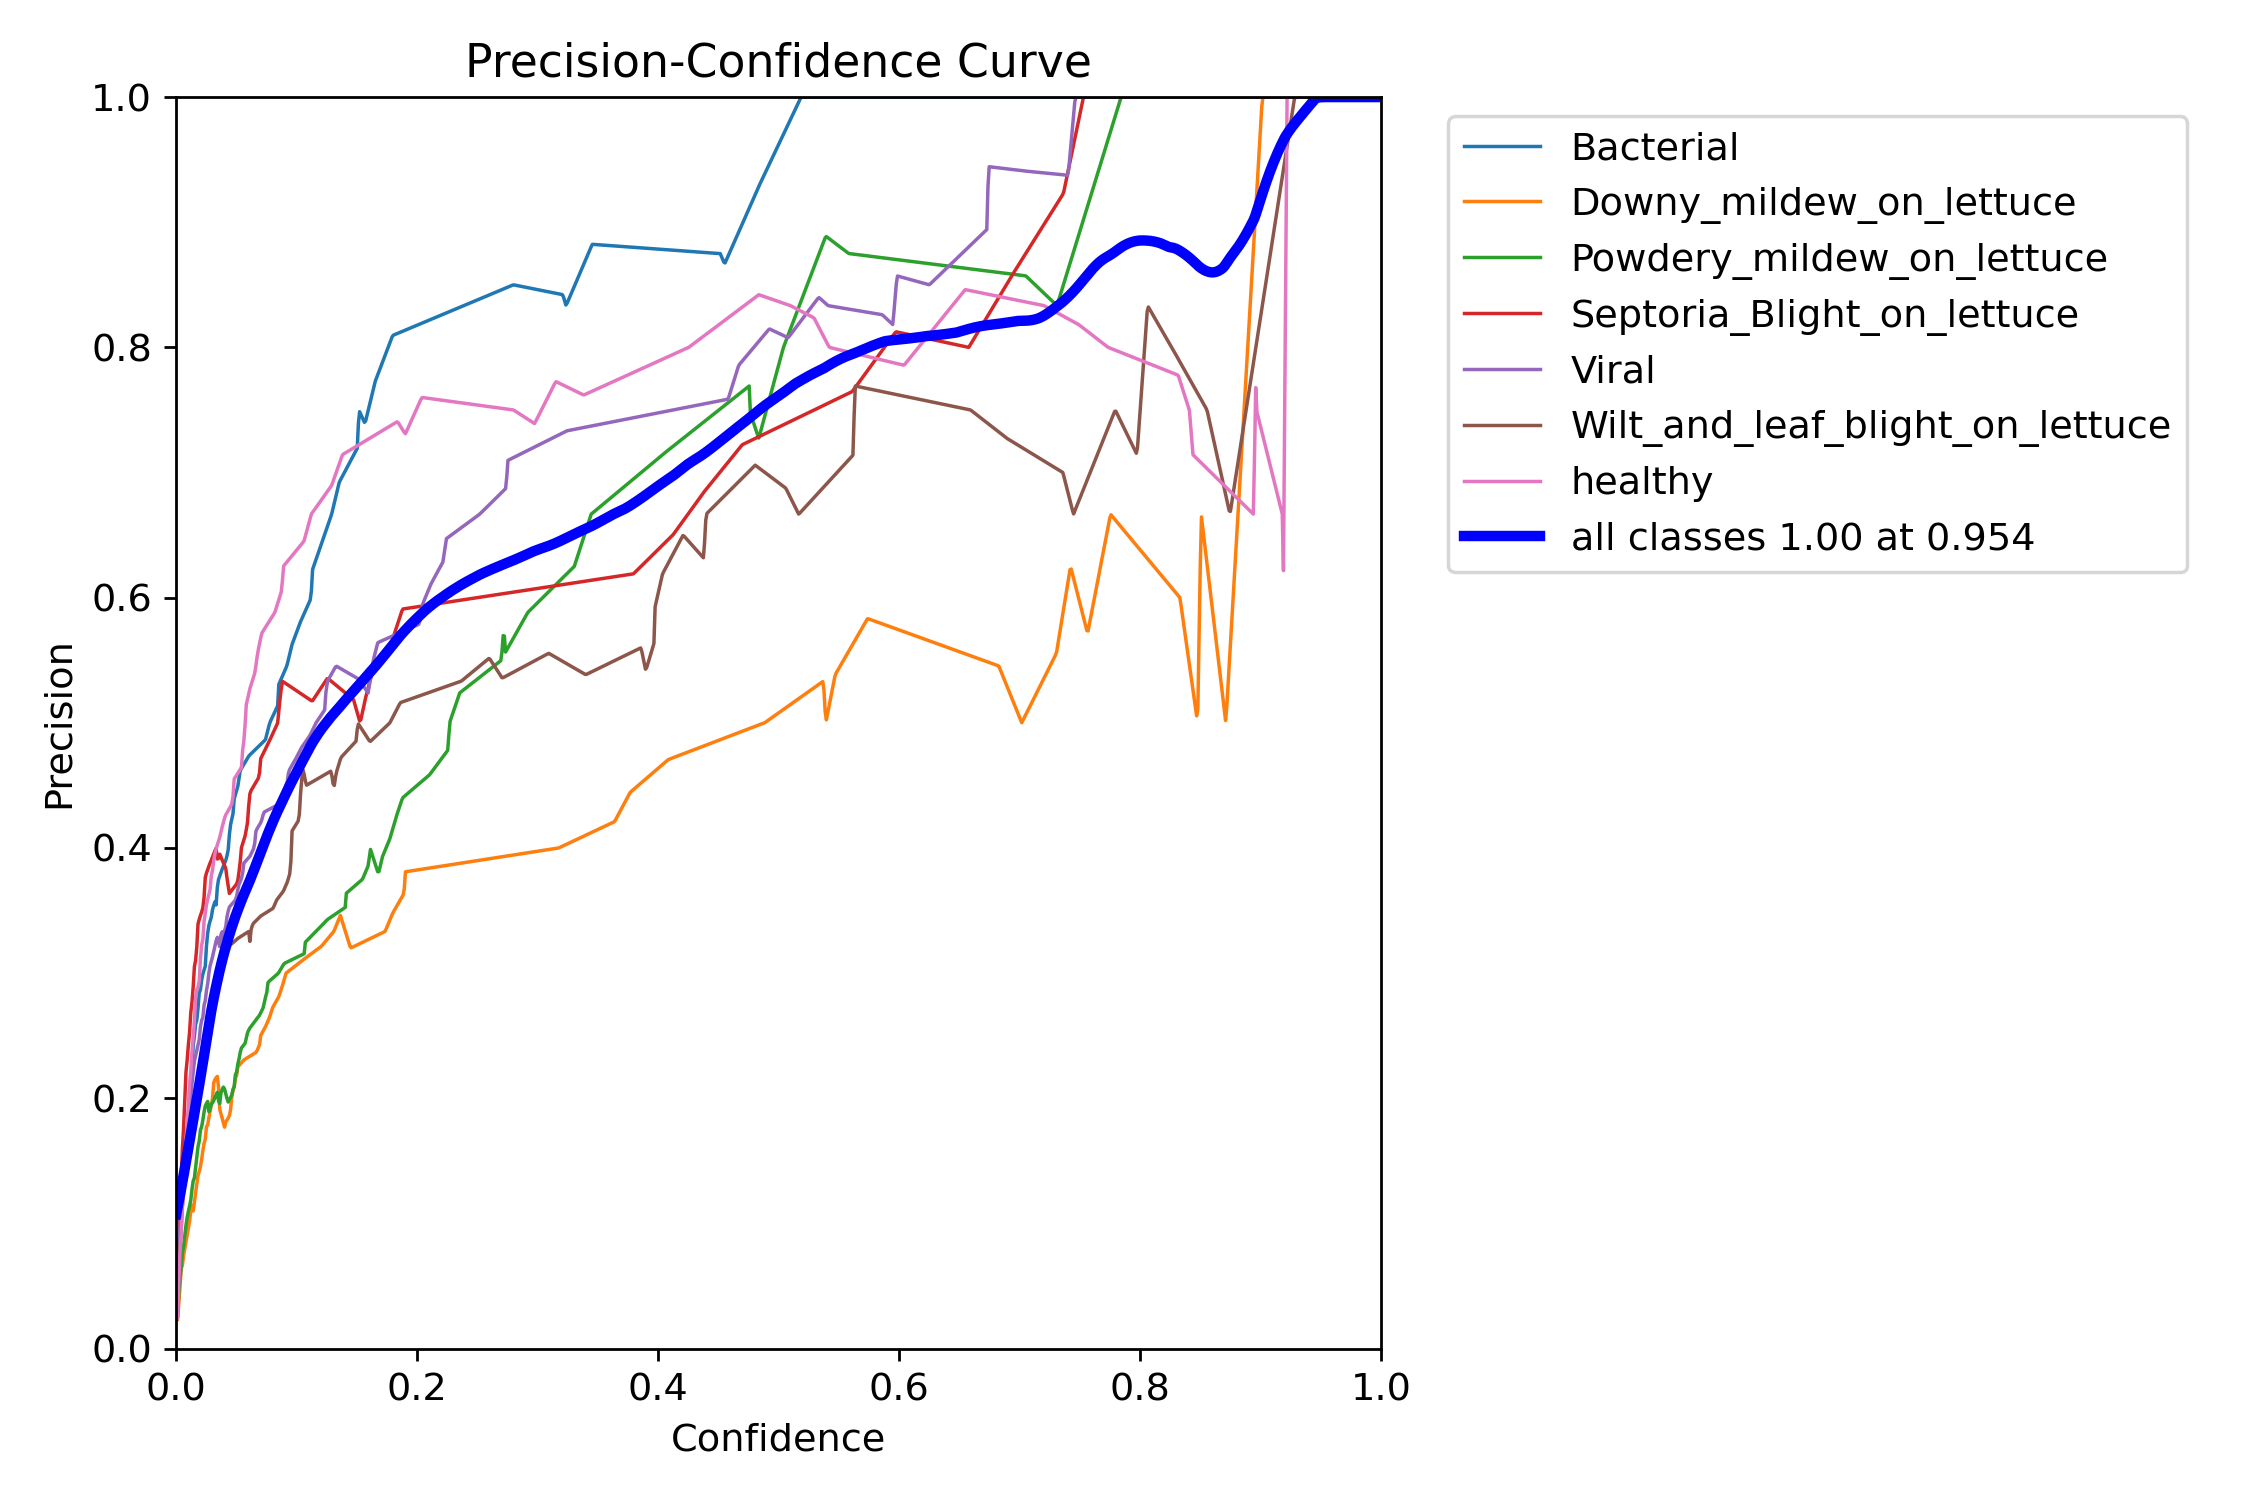 Precision-Confidence Curve
1.0
0.8
0.6
0.4
0.2
0.0
Precision
0.0 0.2 0.4 0.6 0.8 1.0
Confidence
Bacterial
Downy_mildew_on_lettuce
Powdery_mildew_on_lettuce
Septoria_Blight_on_lettuce
Viral
Wilt_and_leaf_blight_on_lettuce
healthy
all classes 1.00 at 0.954